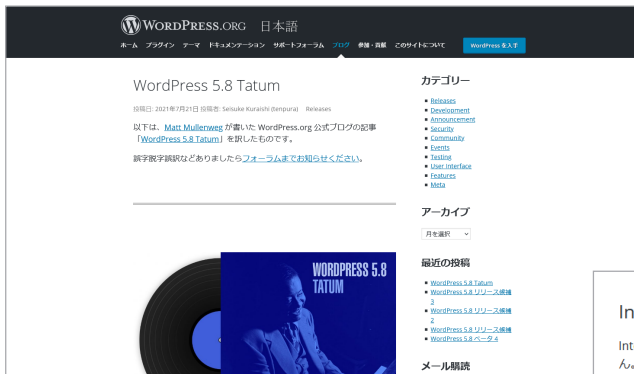 WORDPRESS.ORG 日本語
ホーム プラグイン テーマ ドキュメンテーション サポートフォーラム ブログ 参加・貢献 このサイトについて WordPress を入手
WordPress 5.8 Tatum
投稿日: 2021年7月21日 投稿者: Seisuke Kuraishi (tenpura) Releases
以下は、Matt Mullenweg が書いた WordPress.org 公式ブログの記事
「WordPress 5.8 Tatum」を訳したものです。
誤字脱字誤訳などありましたらフォーラムまでお知らせください。
WORDPRESS 5.8
TATUM
カテゴリー
Releases
Development
Announcement
Security
Community
Events
Testing
User Interface
Features
Meta
アーカイブ
月を選択
最近の投稿
WordPress 5.8 Tatum
WordPress 5.8 リリース候補
3
WordPress 5.8 リリース候補
2
WordPress 5.8 リリース候補
WordPress 5.8 ベータ 4
メール購読
In
Int
ん